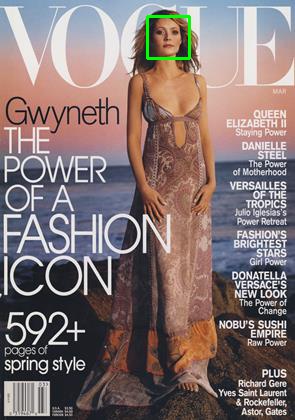 VOGUE
MAR
Gwyneth
THE
POWER
OF A
FASHION
ICON
592+
pages of
spring style
QUEEN
ELIZABETH II
Staying Power
DANIELLE
STEEL
The Power
of Motherhood
VERSAILLES
OF THE
TROPICS
Julio Iglesias's
Power Retreat
FASHION'S
BRIGHTEST
STARS
Girl Power
DONATELLA
VERSACE'S
NEW LOOK
The Power of
Change
NOBU'S SUSHI
EMPIRE
Raw Power
PLUS
Richard Gere
Yves Saint Laurent
& Rockefeller,
Astor, Gates